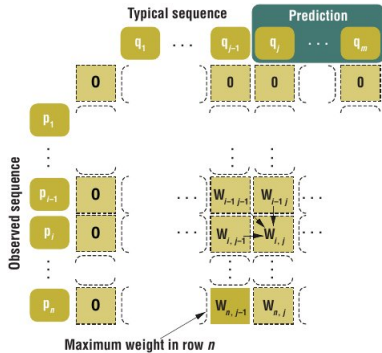 Typical sequence Prediction
q1 · · · qj−1 qj · · · qm
0 0 0 0
p1
Observed sequence
pi−1 0 · · · Wi−1 j−1 Wi−1 j · · ·
pi 0 · · · Wi, j−1 Wi, j · · ·
pn 0 Wn, j−1 Wn, j
Maximum weight in row n